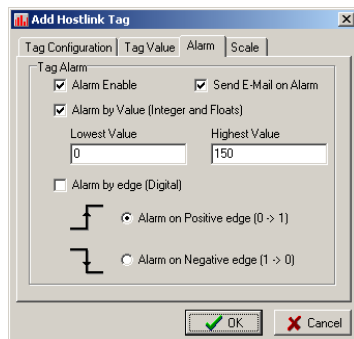 Add Hostlink Tag
Tag Configuration Tag Value Alarm Scale
Tag Alarm
Alarm Enable Send E-Mail on Alarm
Alarm by Value (Integer and Floats)
Lowest Value Highest Value
0 150
Alarm by edge (Digital)
Alarm on Positive edge (0 -> 1)
Alarm on Negative edge (1 -> 0)
OK Cancel